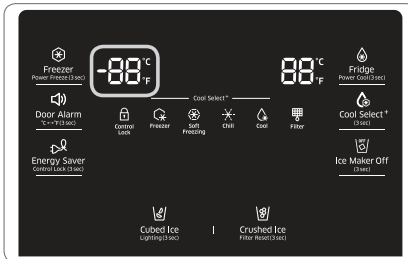 -88°C
°F
88°C
°F
Freezer
Power Freeze (3 sec)
Fridge
Power Cool (3 sec)
Cool Select+
Door Alarm
°C↔°F (3 sec)
Control
Lock
Freezer
Soft
Freezing
Chill
Cool
Filter
Cool Select+
(3 sec)
Energy Saver
Control Lock (3 sec)
OFF
Ice Maker Off
(3 sec)
Cubed Ice
Lighting (3 sec)
Crushed Ice
Filter Reset (3 sec)